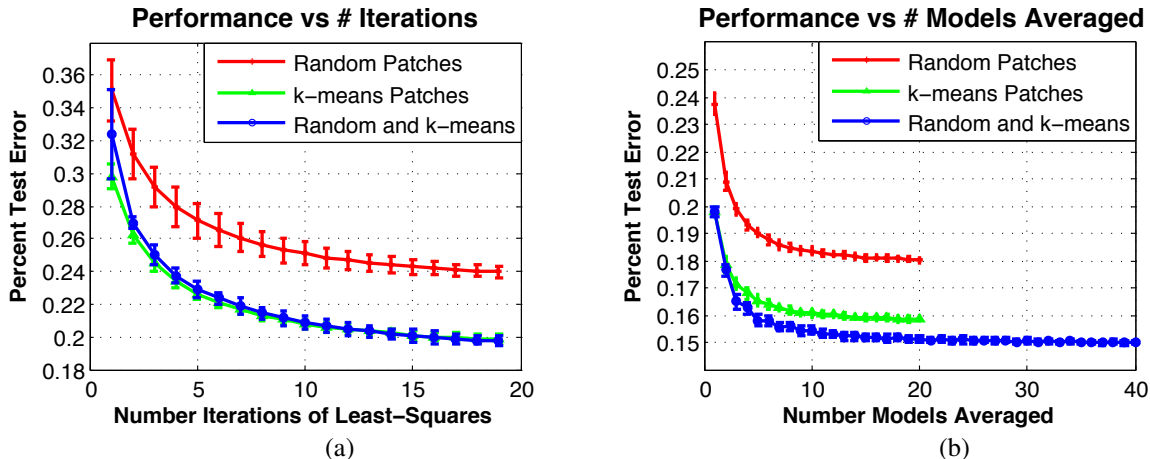 Performance vs # Iterations
Percent Test Error
0.36
0.34
0.32
0.3
0.28
0.26
0.24
0.22
0.2
0.18
Random Patches
k-means Patches
Random and k-means
0
5
10
15
20
Number Iterations of Least-Squares
(a)
Performance vs # Models Averaged
Percent Test Error
0.25
0.24
0.23
0.22
0.21
0.2
0.19
0.18
0.17
0.16
0.15
Random Patches
k-means Patches
Random and k-means
0
10
20
30
40
Number Models Averaged
(b)